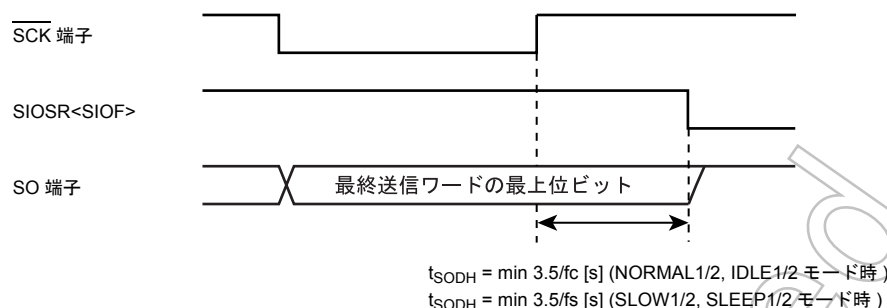 SCK 端子
SIOSR<SIOF>
SO 端子
最終送信ワードの最上位ビット
tSODH = min 3.5/fc [s] (NORMAL1/2, IDLE1/2 モード時 )
tSODH = min 3.5/fs [s] (SLOW1/2, SLEEP1/2 モード時 )